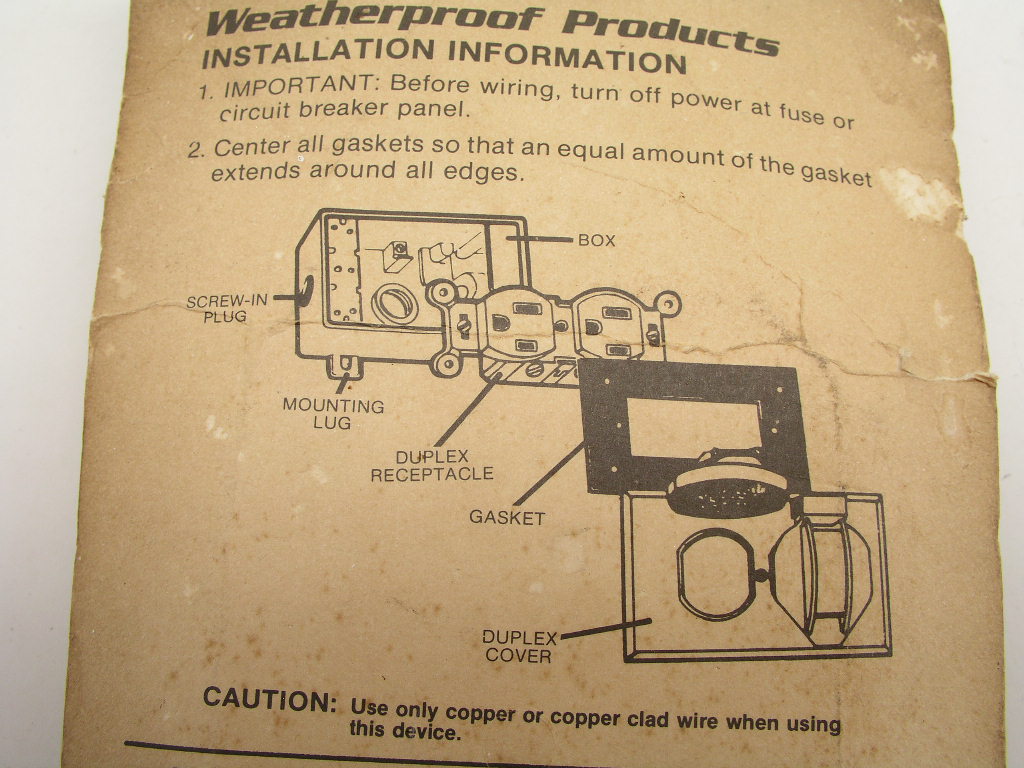 Weatherproof Products
INSTALLATION INFORMATION
1. IMPORTANT: Before wiring, turn off power at fuse or
circuit breaker panel.
2. Center all gaskets so that an equal amount of the gasket
extends around all edges.
BOX
SCREW-IN
PLUG
MOUNTING
LUG
DUPLEX
RECEPTACLE
GASKET
DUPLEX
COVER
CAUTION: Use only copper or copper clad wire when using
this device.